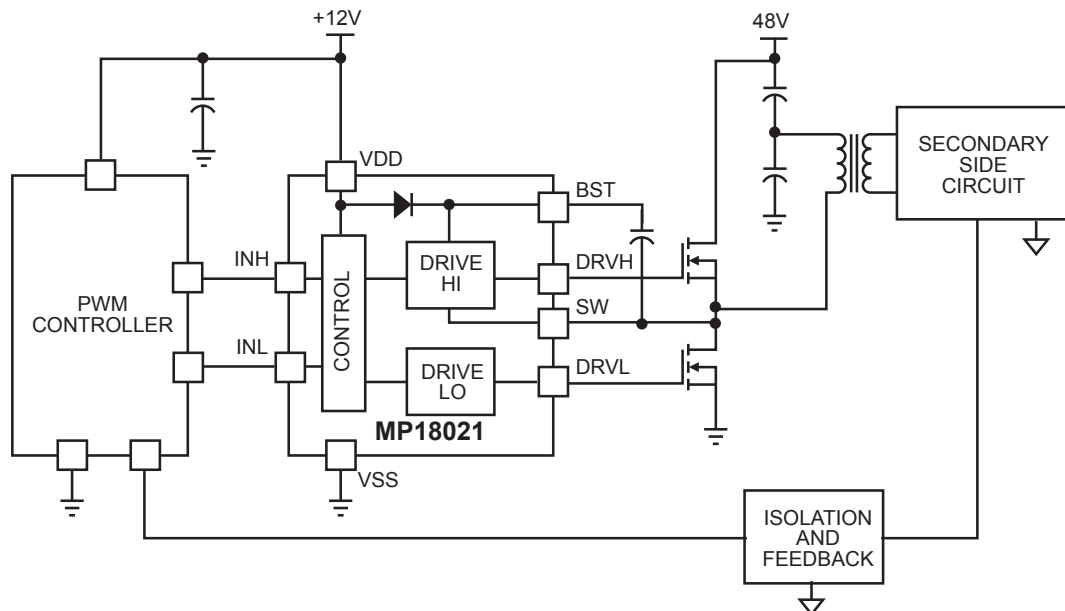 +12V
48V
VDD
BST
SECONDARY
SIDE
CIRCUIT
INH
DRIVE
HI
DRVH
PWM
CONTROLLER
CONTROL
SW
INL
DRIVE
LO
DRVL
MP18021
VSS
ISOLATION
AND
FEEDBACK